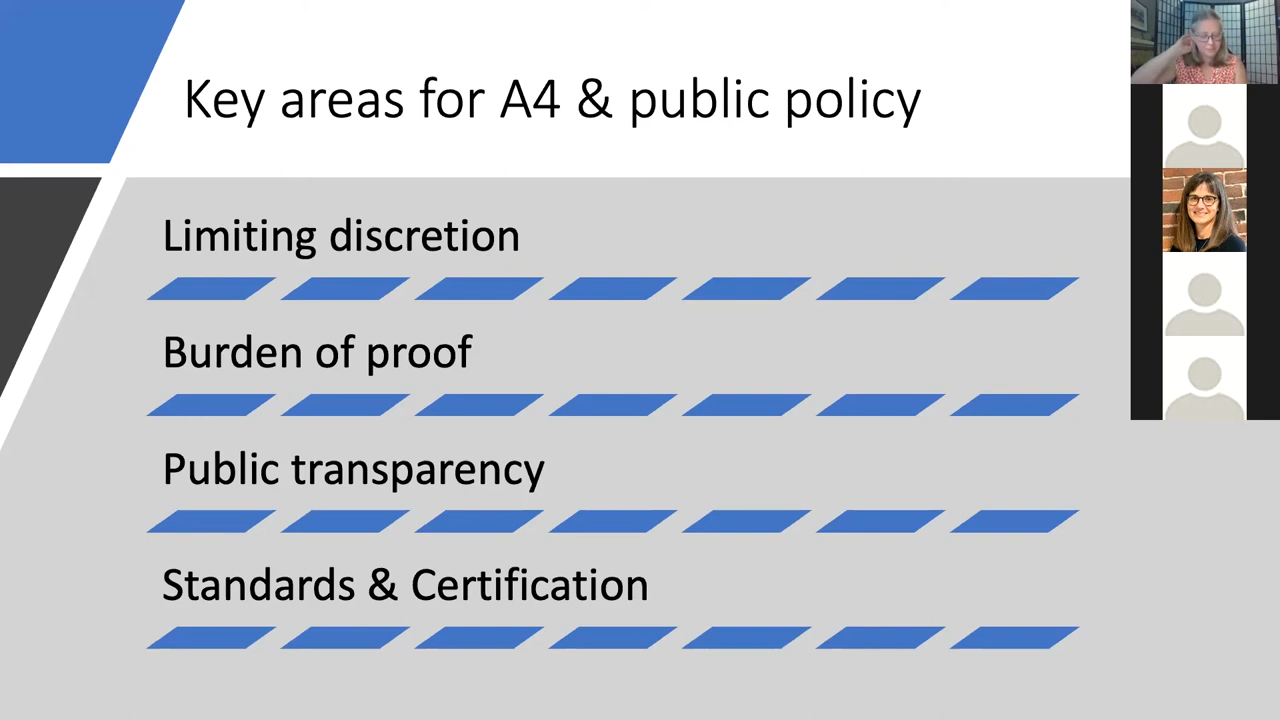 Key areas for A4 & public policy
Limiting discretion
Burden of proof
Public transparency
Standards & Certification